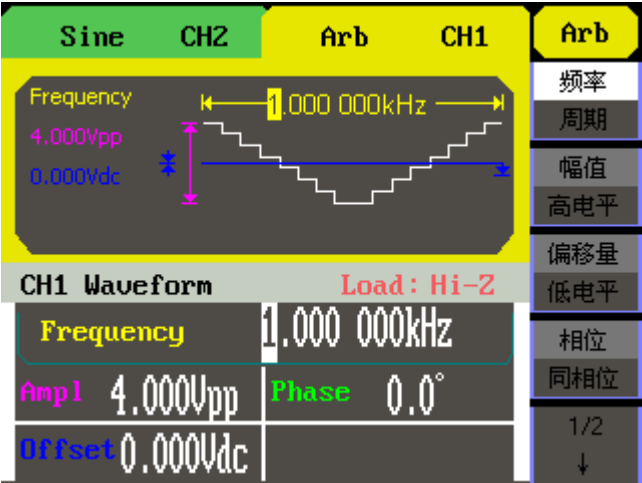 Sine CH2 Arb CH1 Arb
Frequency 1.000 000kHz
4.000Vpp
0.000Vdc
CH1 Waveform Load: Hi-Z
Frequency 1.000 000kHz
Ampl 4.000Vpp Phase 0.0°
Offset 0.000Vdc
频率
周期
幅值
高电平
偏移量
低电平
相位
同相位
1/2
↓